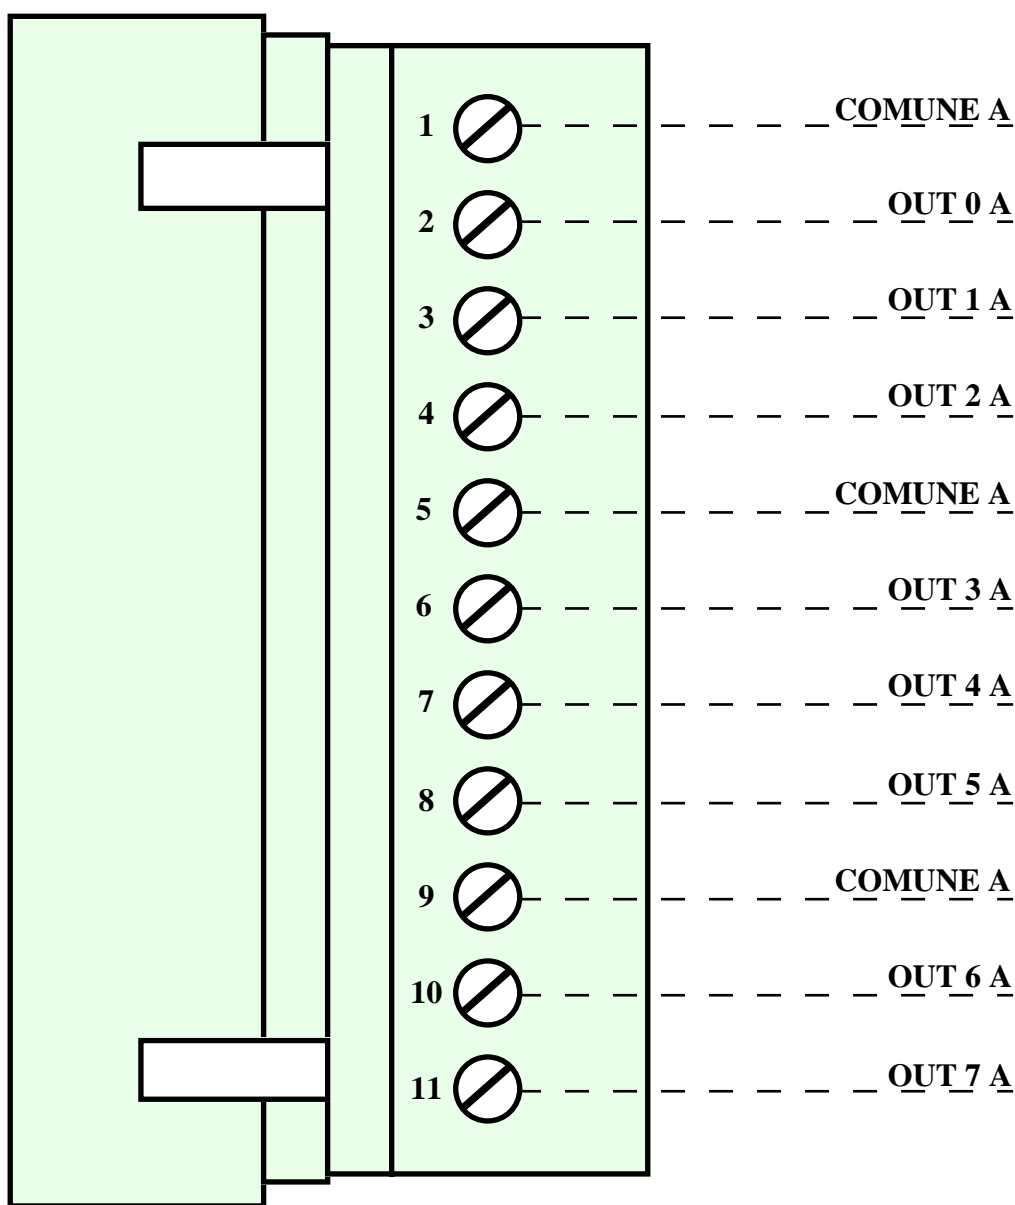 1 COMUNE A
2 OUT 0 A
3 OUT 1 A
4 OUT 2 A
5 COMUNE A
6 OUT 3 A
7 OUT 4 A
8 OUT 5 A
9 COMUNE A
10 OUT 6 A
11 OUT 7 A